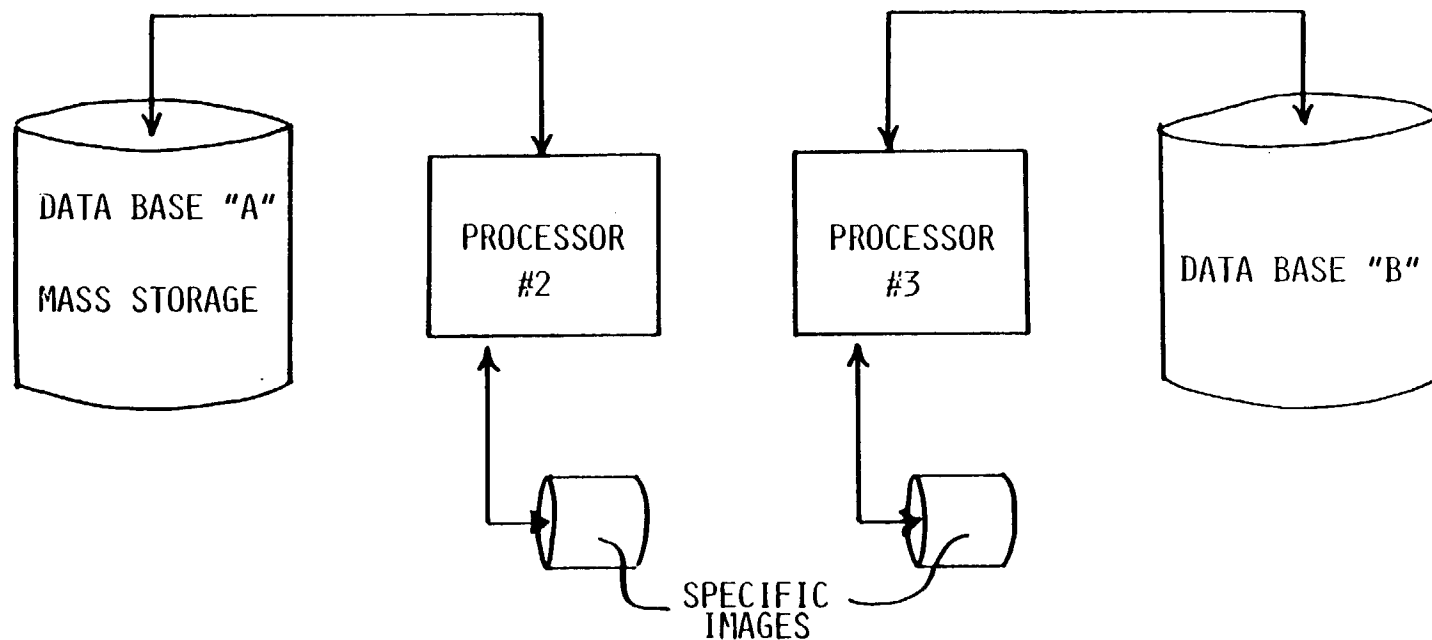 DATA BASE "A"
MASS STORAGE
PROCESSOR
#2
PROCESSOR
#3
DATA BASE "B"
SPECIFIC
IMAGES